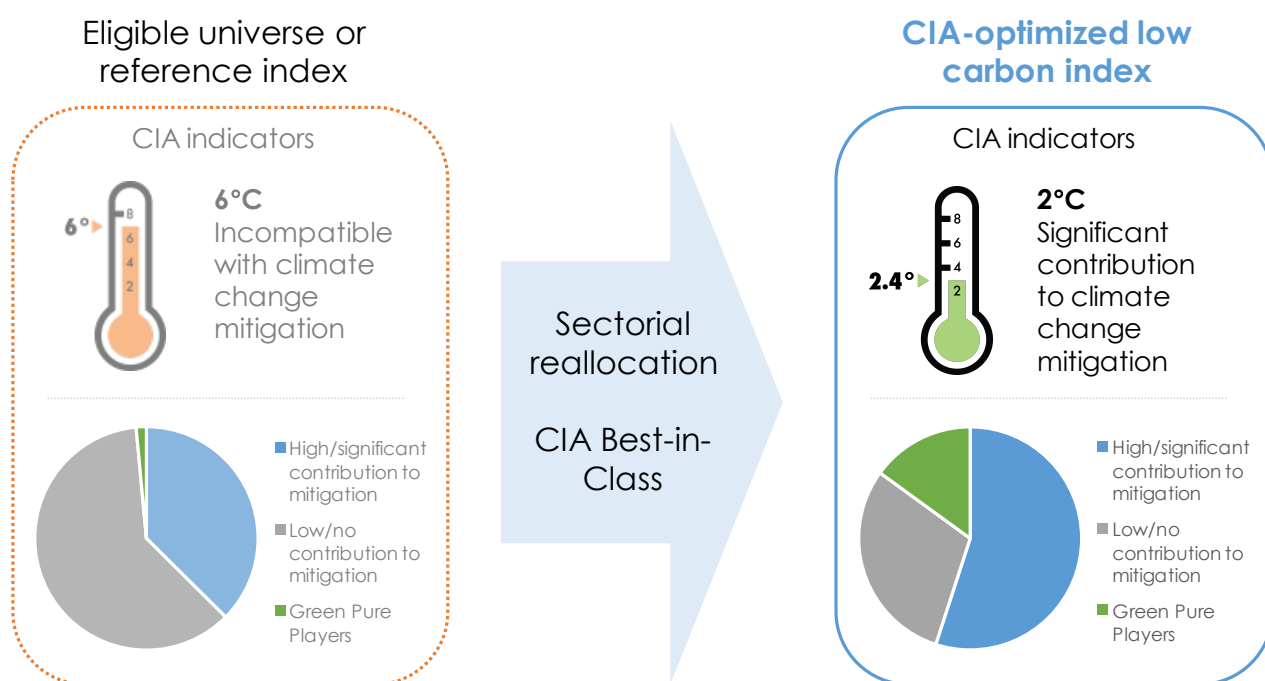 Eligible universe or
reference index
CIA indicators
6°
8
6
4
2
6°C
Incompatible
with climate
change
mitigation
High/significant
contribution to
mitigation
Low/no
contribution to
mitigation
Green Pure
Players
Sectorial
reallocation
CIA Best-in-
Class
CIA-optimized low
carbon index
CIA indicators
2.4°
8
6
4
2
2°C
Significant
contribution
to climate
change
mitigation
High/significant
contribution to
mitigation
Low/no
contribution to
mitigation
Green Pure
Players